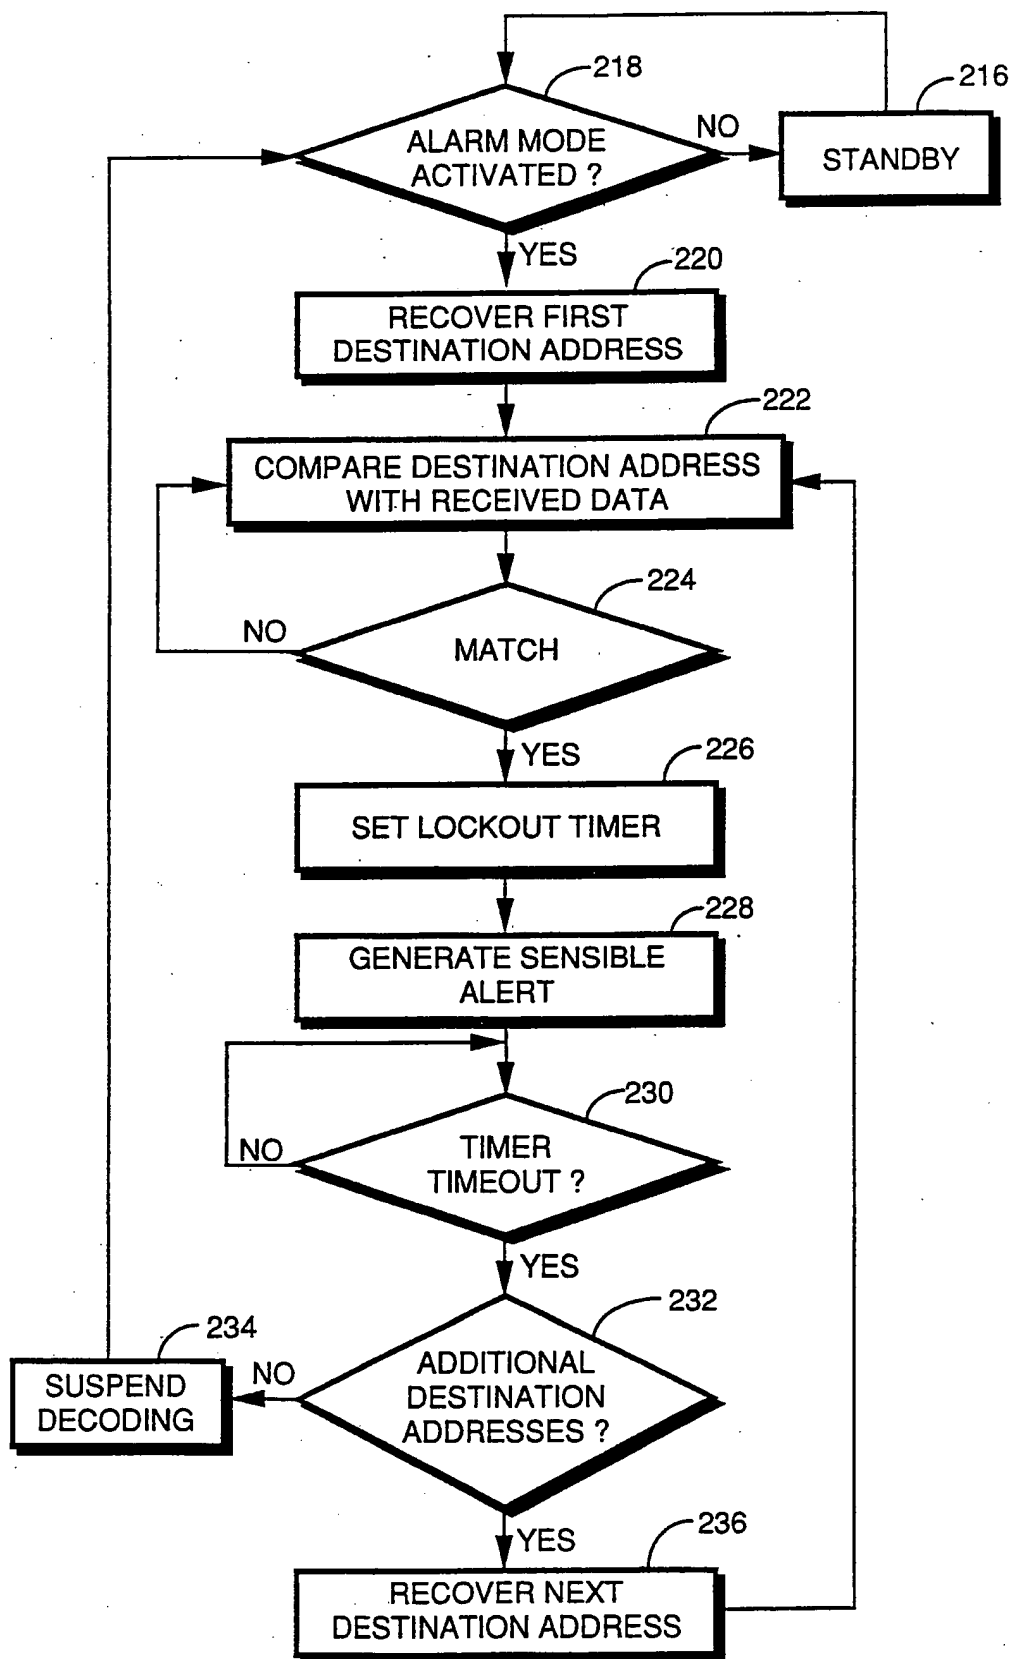 218
216
ALARM MODE
ACTIVATED ?
NO
STANDBY
YES
220
RECOVER FIRST
DESTINATION ADDRESS
222
COMPARE DESTINATION ADDRESS
WITH RECEIVED DATA
224
NO
MATCH
YES
226
SET LOCKOUT TIMER
228
GENERATE SENSIBLE
ALERT
230
NO
TIMER
TIMEOUT ?
YES
232
234
NO
ADDITIONAL
DESTINATION
ADDRESSES ?
SUSPEND
DECODING
YES
236
RECOVER NEXT
DESTINATION ADDRESS